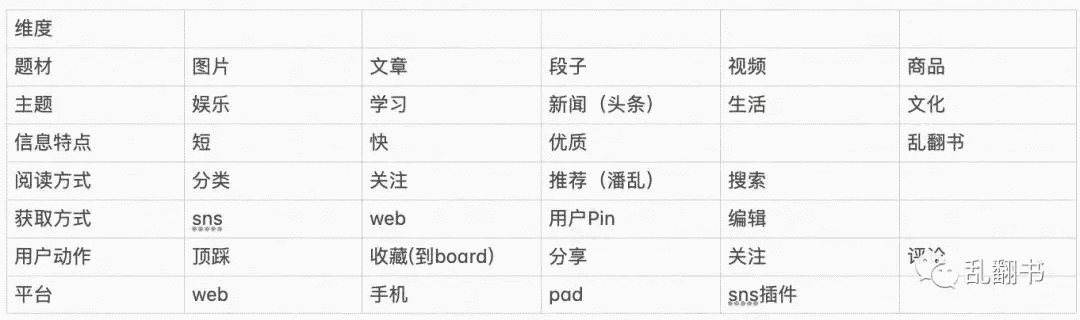 维度
题材 图片 文章 段子 视频 商品
主题 娱乐 学习 新闻（头条） 生活 文化
信息特点 短 快 优质 乱翻书
阅读方式 分类 关注 推荐（潘乱） 搜索
获取方式 sns web 用户Pin 编辑
用户动作 顶踩 收藏(到board) 分享 关注 评论
平台 web 手机 pad sns插件
乱翻书